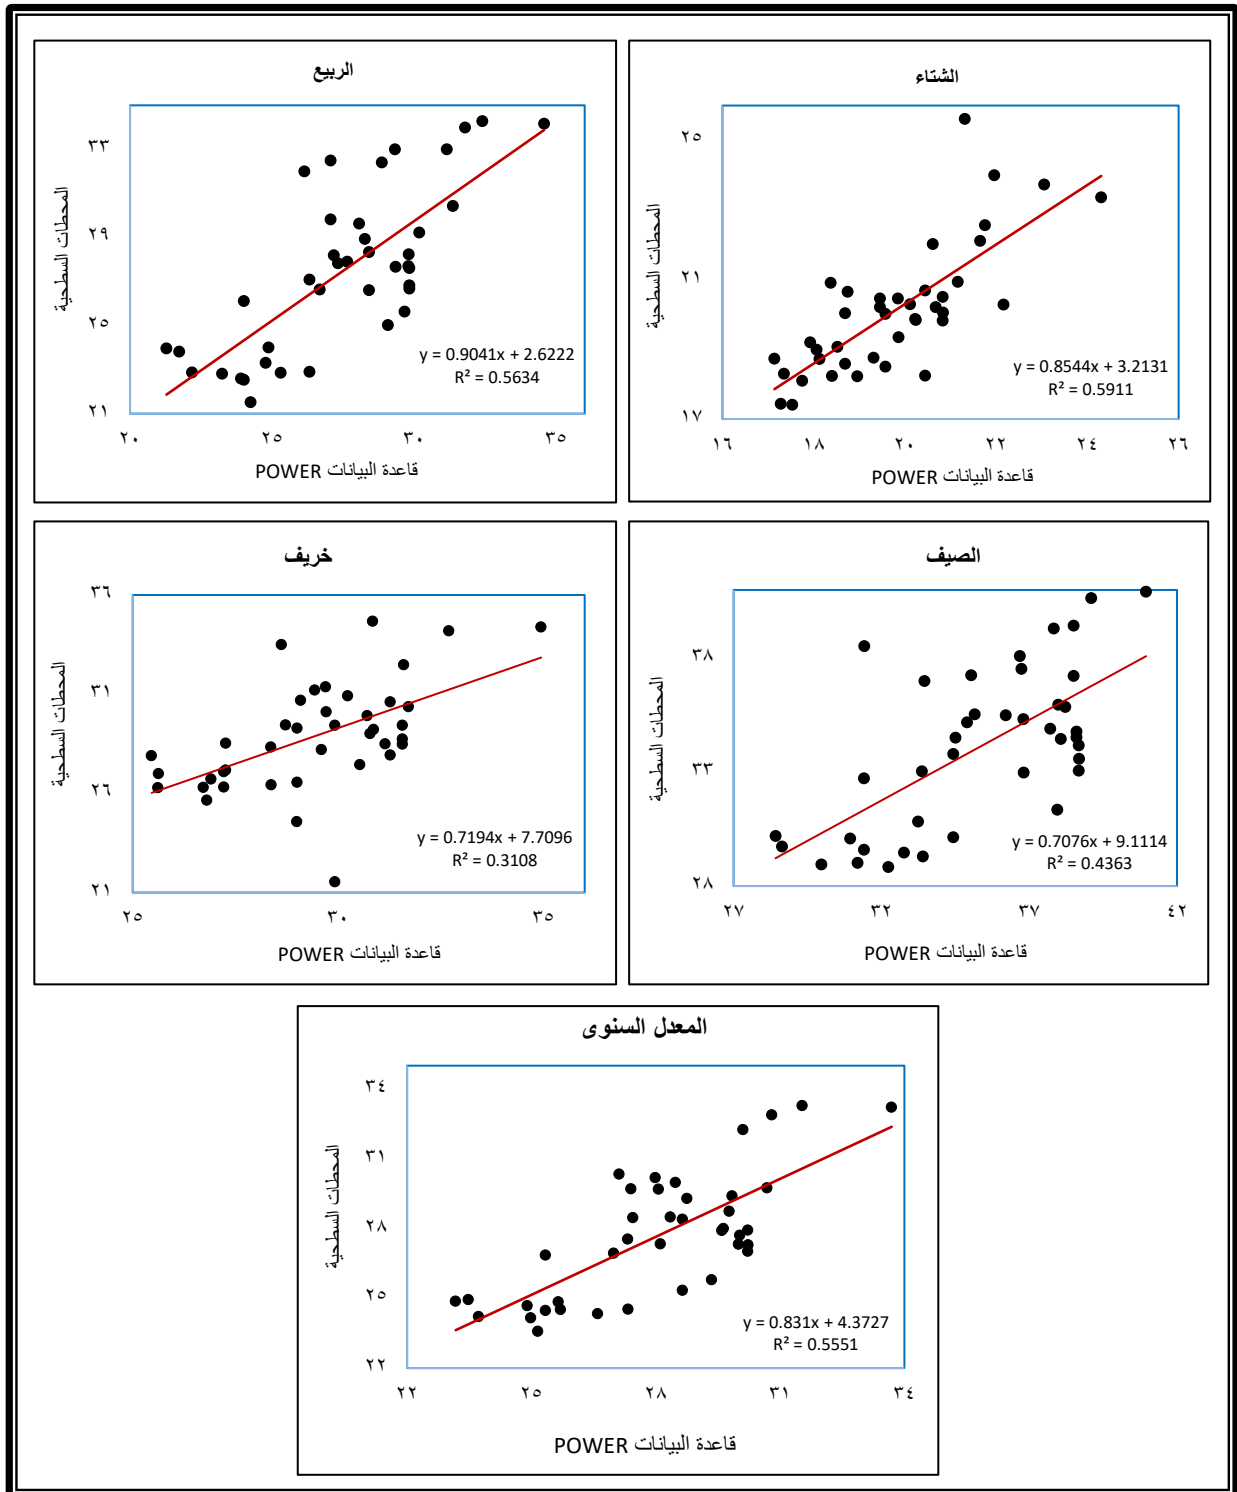 الشتاء
٢٥
٢١
١٧
١٦ ١٨ ٢٠ ٢٢ ٢٤ ٢٦
المحطات السطحية
y = 0.8544x + 3.2131
R² = 0.5911
قاعدة البيانات POWER
الربيع
٣٣
٢٩
٢٥
٢١
٢٠ ٢٥ ٣٠ ٣٥
المحطات السطحية
y = 0.9041x + 2.6222
R² = 0.5634
قاعدة البيانات POWER
الصيف
٣٨
٣٣
٢٨
٢٧ ٣٢ ٣٧ ٤٢
المحطات السطحية
y = 0.7076x + 9.1114
R² = 0.4363
قاعدة البيانات POWER
خريف
٣٦
٣١
٢٦
٢١
٢٥ ٣٠ ٣٥
المحطات السطحية
y = 0.7194x + 7.7096
R² = 0.3108
قاعدة البيانات POWER
المعدل السنوى
٣٤
٣١
٢٨
٢٥
٢٢
٢٢ ٢٥ ٢٨ ٣١ ٣٤
المحطات السطحية
y = 0.831x + 4.3727
R² = 0.5551
قاعدة البيانات POWER